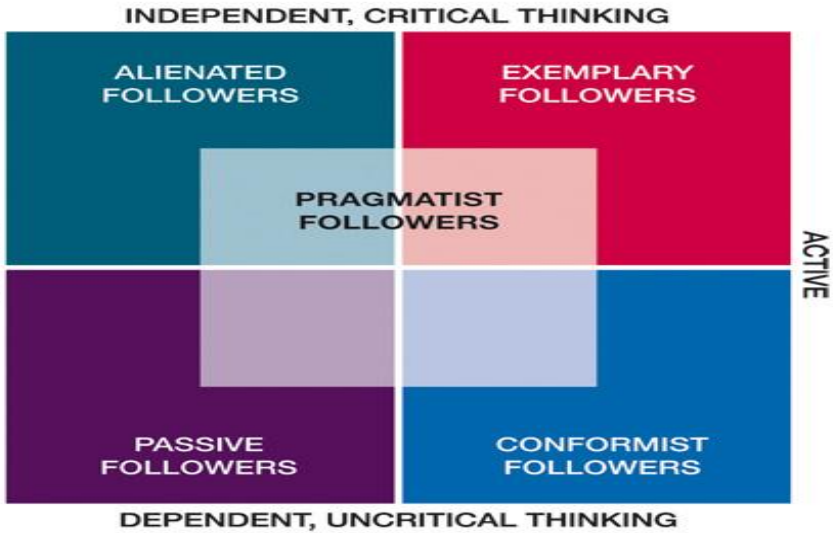 INDEPENDENT, CRITICAL THINKING
ALIENATED
FOLLOWERS
EXEMPLARY
FOLLOWERS
PRAGMATIST
FOLLOWERS
ACTIVE
PASSIVE
FOLLOWERS
CONFORMIST
FOLLOWERS
DEPENDENT, UNCRITICAL THINKING